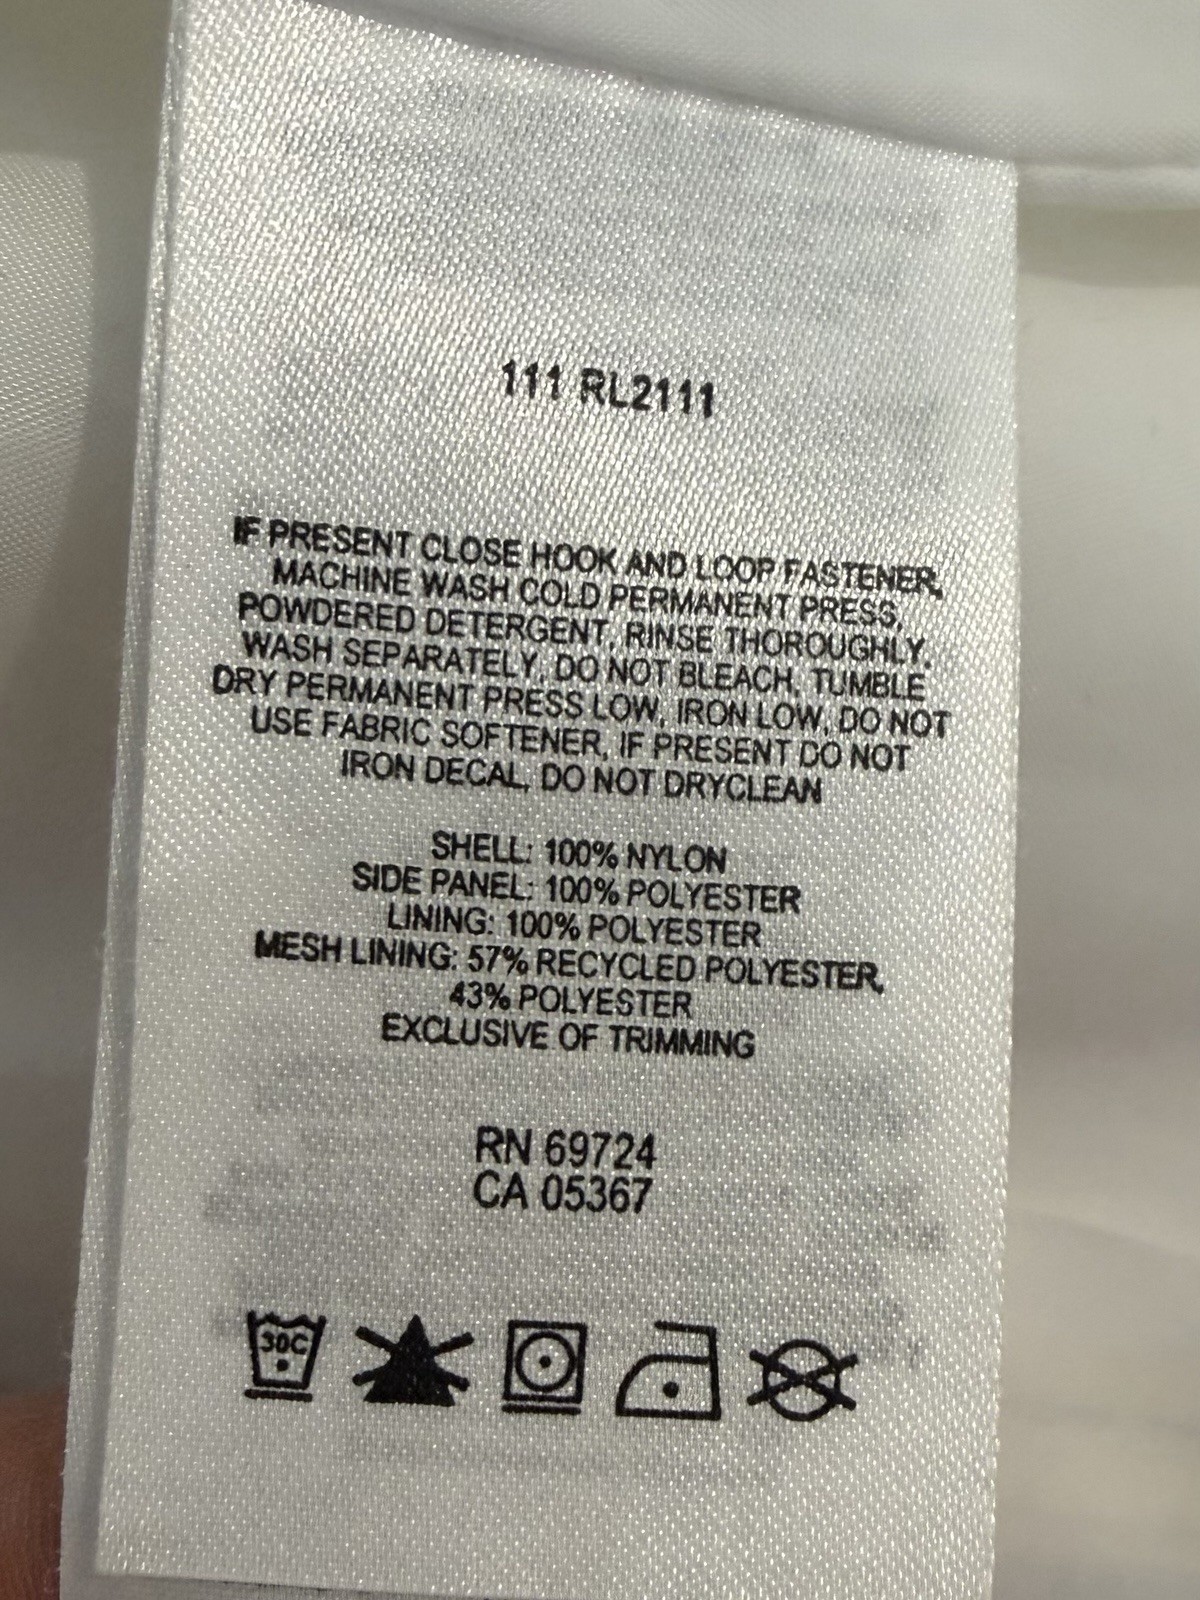 111 RL2111
IF PRESENT CLOSE HOOK AND LOOP FASTENER,
MACHINE WASH COLD PERMANENT PRESS,
POWDERED DETERGENT, RINSE THOROUGHLY.
WASH SEPARATELY, DO NOT BLEACH, TUMBLE
DRY PERMANENT PRESS LOW, IRON LOW, DO NOT
USE FABRIC SOFTENER, IF PRESENT DO NOT
IRON DECAL, DO NOT DRYCLEAN
SHELL: 100% NYLON
SIDE PANEL: 100% POLYESTER
LINING: 100% POLYESTER
MESH LINING: 57% RECYCLED POLYESTER,
43% POLYESTER
EXCLUSIVE OF TRIMMING
RN 69724
CA 05367
30C